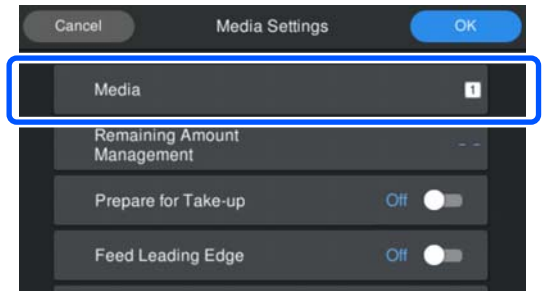 Cancel Media Settings OK
Media 1
Remaining Amount
Management - -
Prepare for Take-up Off
Feed Leading Edge Off